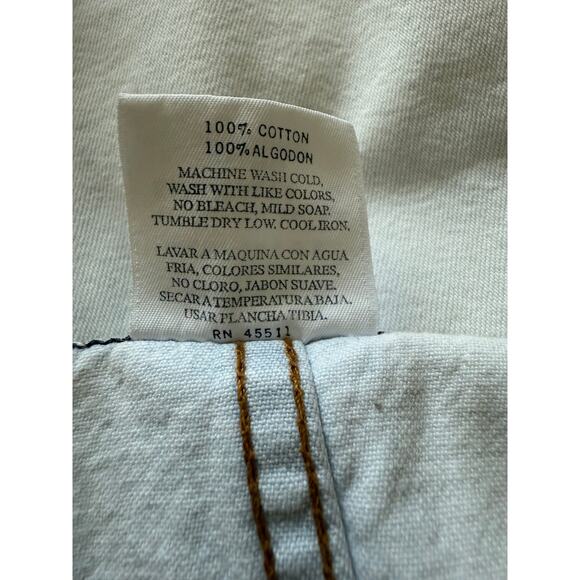 100% COTTON
100% ALGODON
MACHINE WASH COLD,
WASH WITH LIKE COLORS,
NO BLEACH, MILD SOAP.
TUMBLE DRY LOW. COOL IRON.
LAVAR A MAQUINA CON AGUA
FRIA, COLORES SIMILARES,
NO CLORO, JABON SUAVE.
SECAR A TEMPERATURA BAJA.
USAR PLANCHA TIBIA.
RN 45511